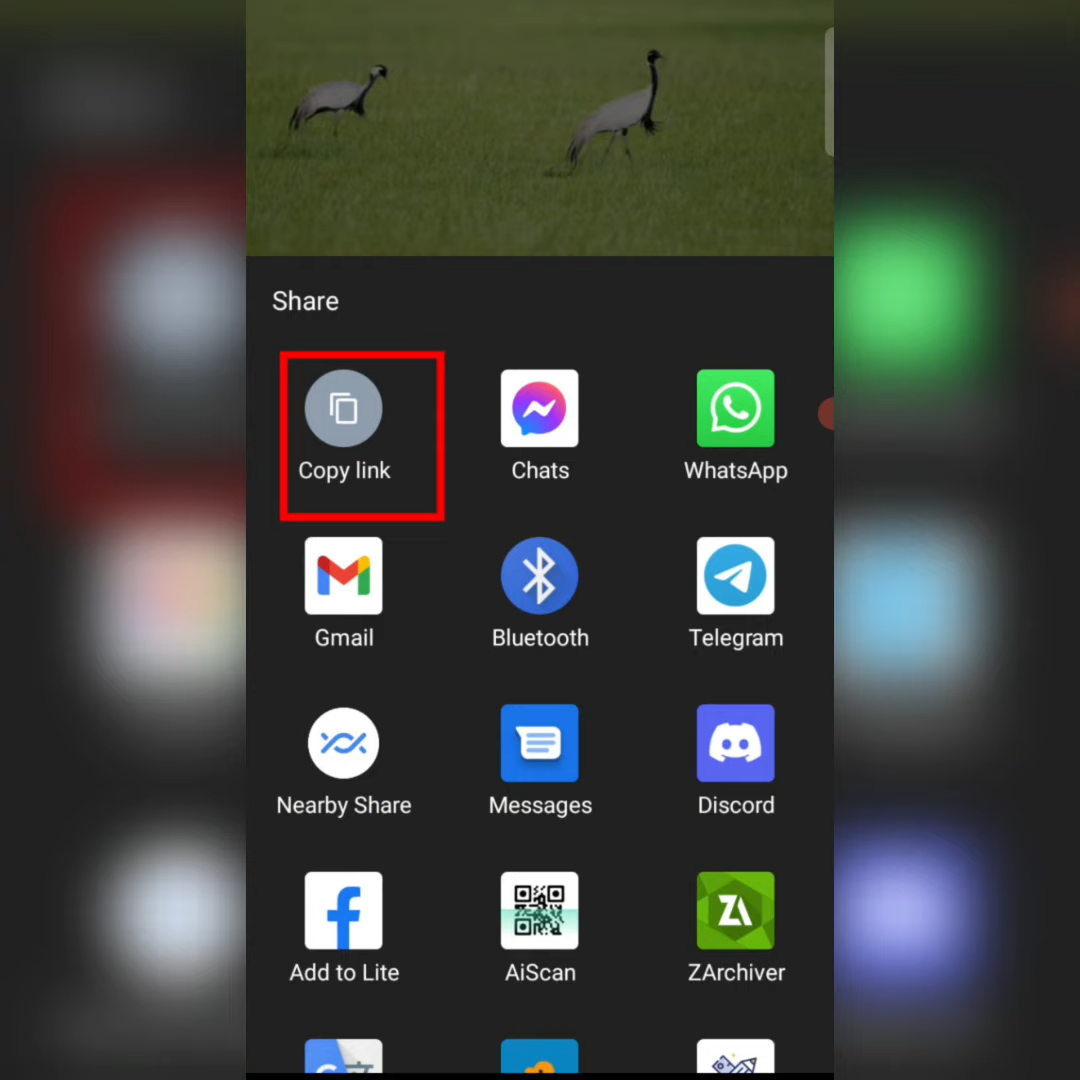 Share
Copy link
Chats
WhatsApp
Gmail
Bluetooth
Telegram
Nearby Share
Messages
Discord
Add to Lite
AiScan
ZArchiver